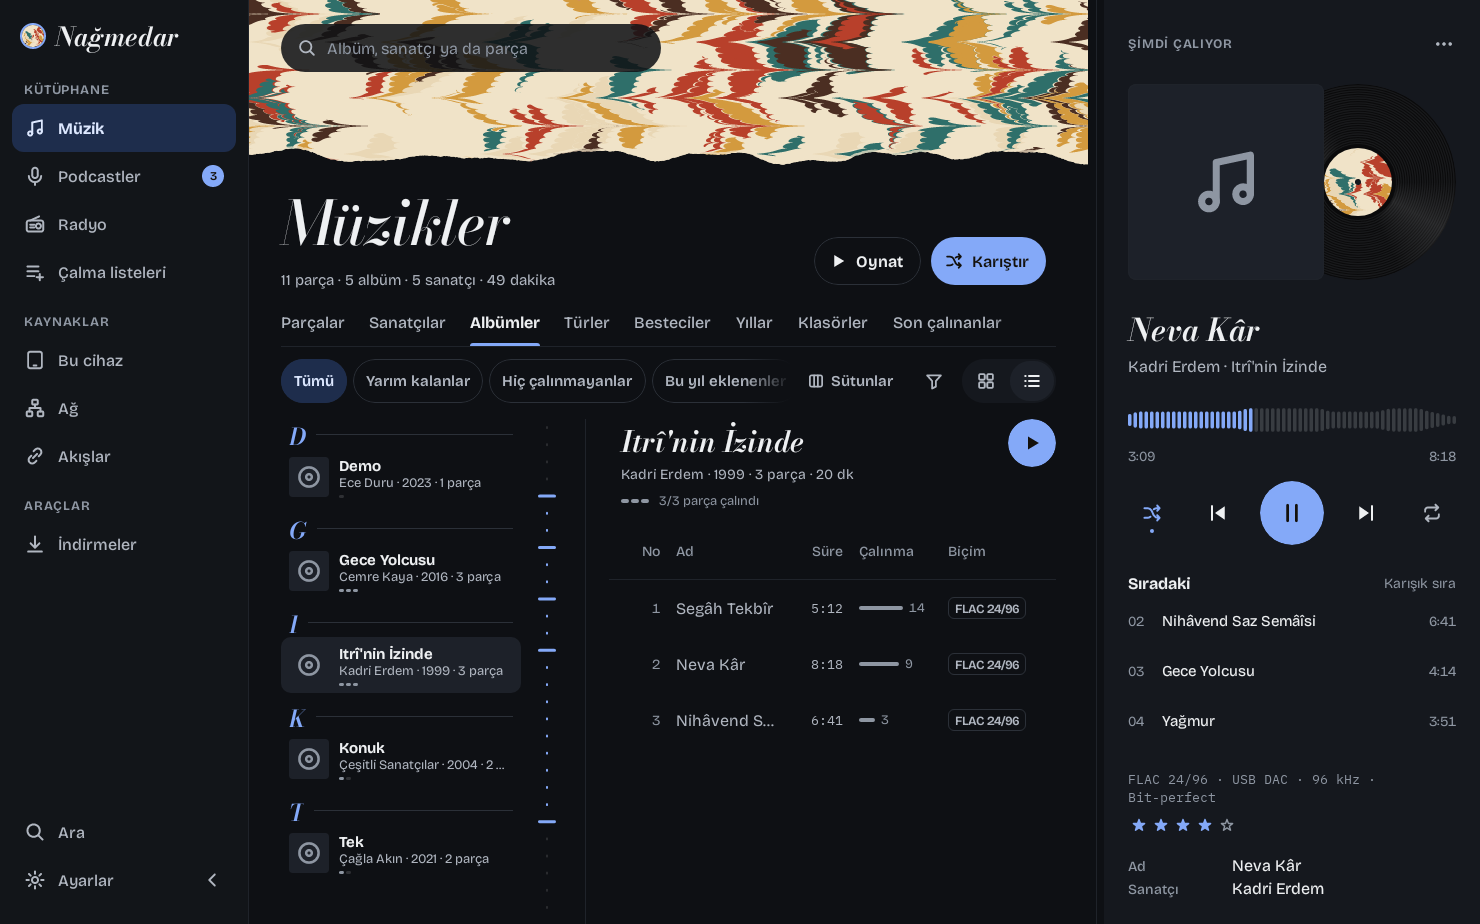 Nağmedar
KÜTÜPHANE
Müzik
Podcastler
3
Radyo
Çalma listeleri
KAYNAKLAR
Bu cihaz
Ağ
Akışlar
ARAÇLAR
İndirmeler
Ara
Ayarlar
Albüm, sanatçı ya da parça
Müzikler
11 parça · 5 albüm · 5 sanatçı · 49 dakika
Oynat
Karıştır
Parçalar Sanatçılar Albümler Türler Besteciler Yıllar Klasörler Son çalınanlar
Tümü Yarım kalanlar Hiç çalınmayanlar Bu yıl eklenenler Sütunlar
D
Demo
Ece Duru · 2023 · 1 parça
G
Gece Yolcusu
Cemre Kaya · 2016 · 3 parça
I
Itrî'nin İzinde
Kadri Erdem · 1999 · 3 parça
K
Konuk
Çeşitli Sanatçılar · 2004 · 2 ...
T
Tek
Çağla Akın · 2021 · 2 parça
Itrî'nin İzinde
Kadri Erdem · 1999 · 3 parça · 20 dk
3/3 parça çalındı
No Ad Süre Çalınma Biçim
1 Segâh Tekbîr 5:12 14 FLAC 24/96
2 Neva Kâr 8:18 9 FLAC 24/96
3 Nihâvend S... 6:41 3 FLAC 24/96
ŞİMDİ ÇALIYOR
Neva Kâr
Kadri Erdem · Itrî'nin İzinde
3:09 8:18
Sıradaki Karışık sıra
02 Nihâvend Saz Semâîsi 6:41
03 Gece Yolcusu 4:14
04 Yağmur 3:51
FLAC 24/96 · USB DAC · 96 kHz ·
Bit-perfect
Ad Neva Kâr
Sanatçı Kadri Erdem